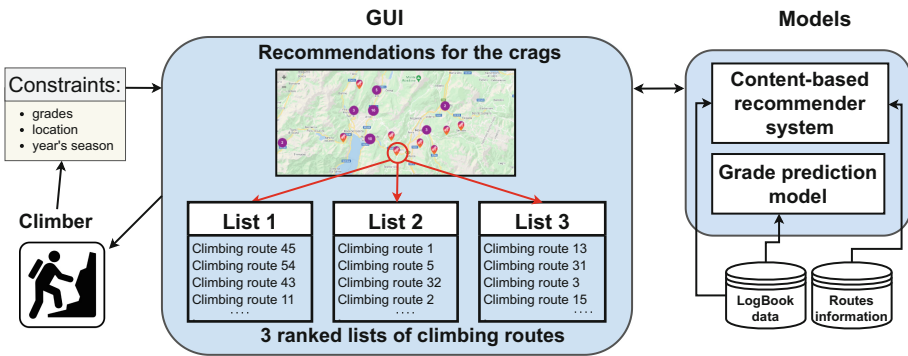 GUI
Models
Recommendations for the crags
Constraints:
• grades
• location
• year's season
Climber
List 1
Climbing route 45
Climbing route 54
Climbing route 43
Climbing route 11
....
List 2
Climbing route 1
Climbing route 5
Climbing route 32
Climbing route 2
....
List 3
Climbing route 13
Climbing route 31
Climbing route 3
Climbing route 15
....
3 ranked lists of climbing routes
Content-based
recommender
system
Grade prediction
model
LogBook
data
Routes
information